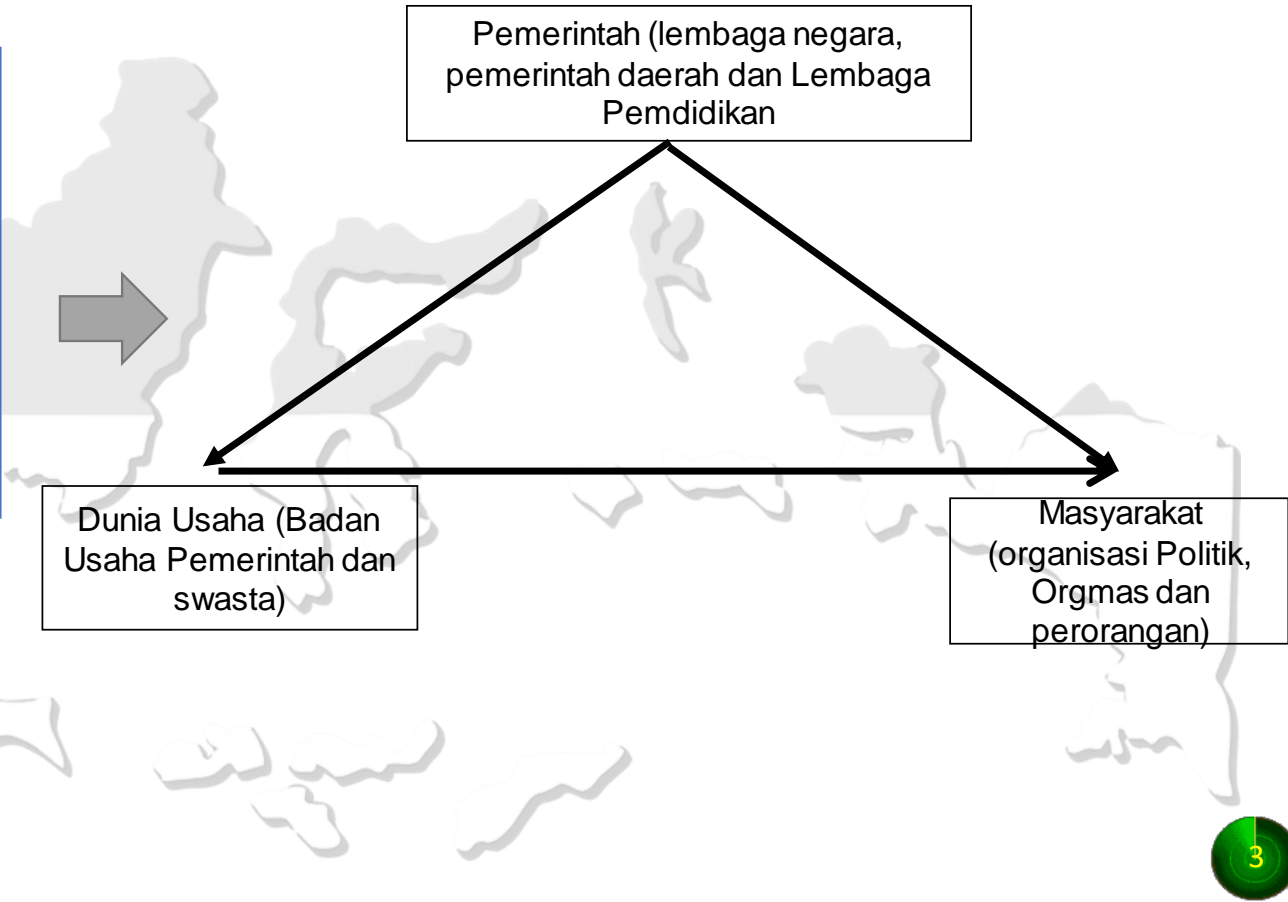 Pemerintah (lembaga negara,
pemerintah daerah dan Lembaga
Pemdidikan
Dunia Usaha (Badan
Usaha Pemerintah dan
swasta)
Masyarakat
(organisasi Politik,
Orgmas dan
perorangan)
3